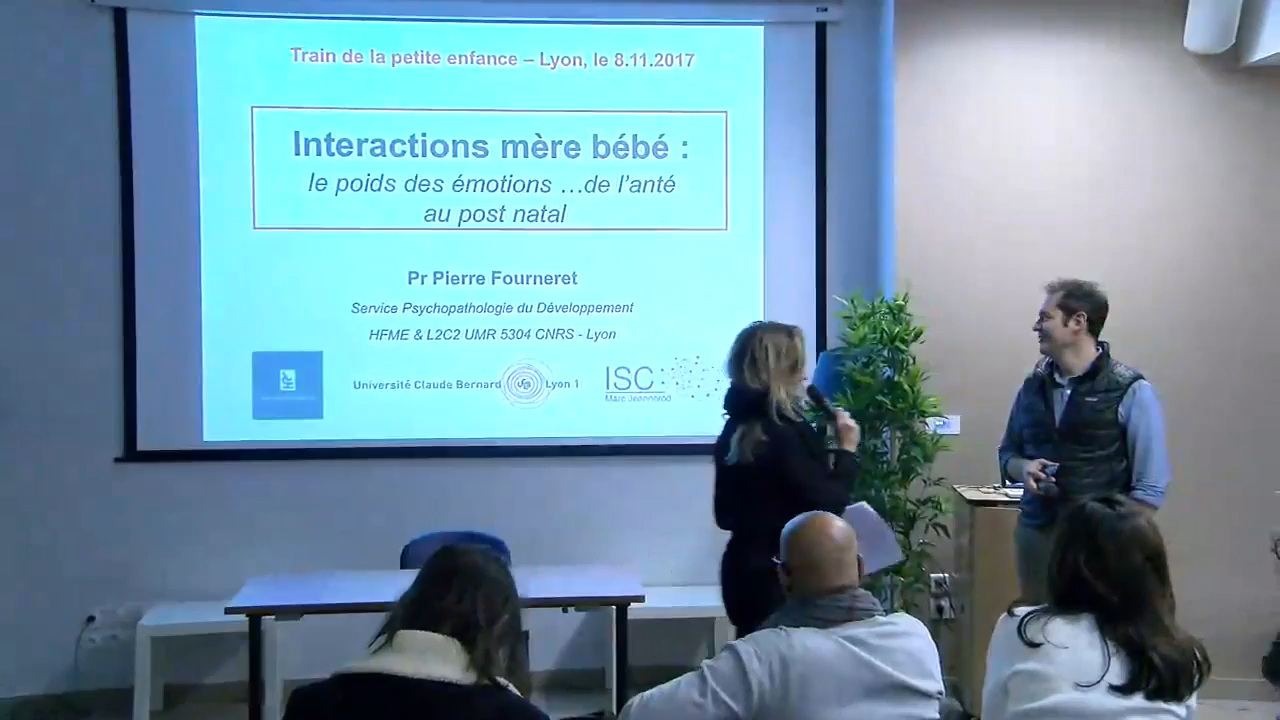 Train de la petite enfance – Lyon, le 8.11.2017
Interactions mère bébé :
le poids des émotions …de l'anté
au post natal
Pr Pierre Fourneret
Service Psychopathologie du Développement
HFME & L2C2 UMR 5304 CNRS - Lyon
Université Claude Bernard Lyon 1
ISC
Marc Jeannerod